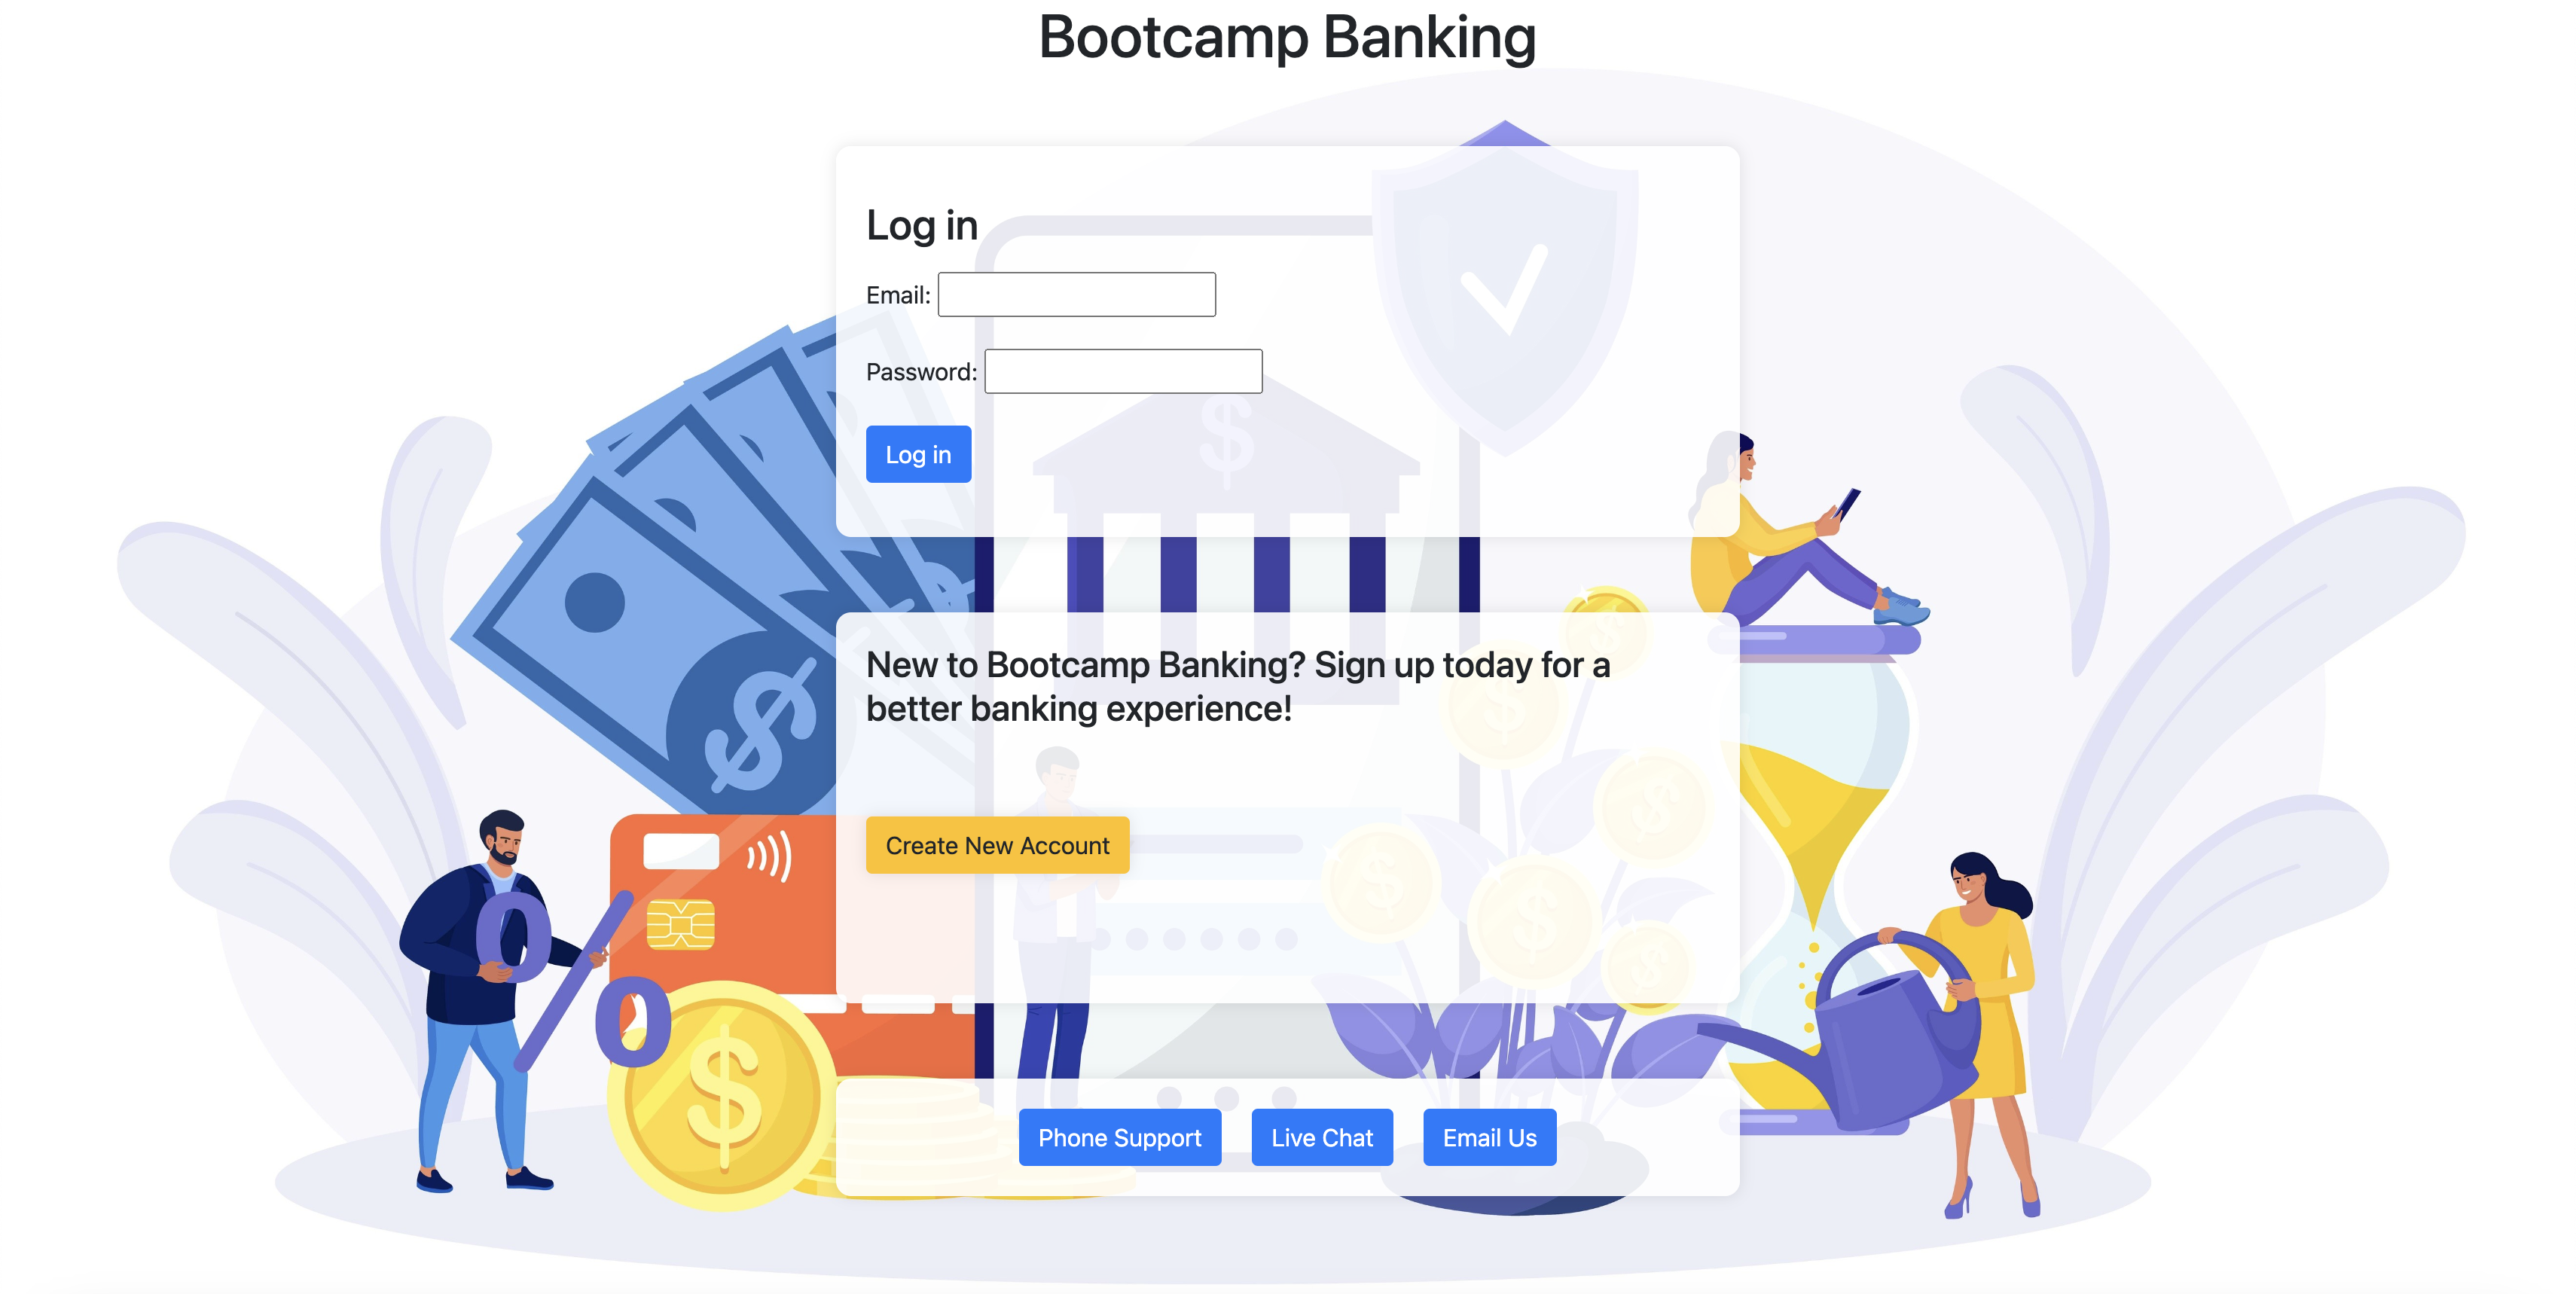 Bootcamp Banking
Log in
Email:
Password:
$
Log in
$
New to Bootcamp Banking? Sign up today for a
better banking experience!
$
$
$
Create New Account
$
$
$
%
$
Phone Support Live Chat Email Us